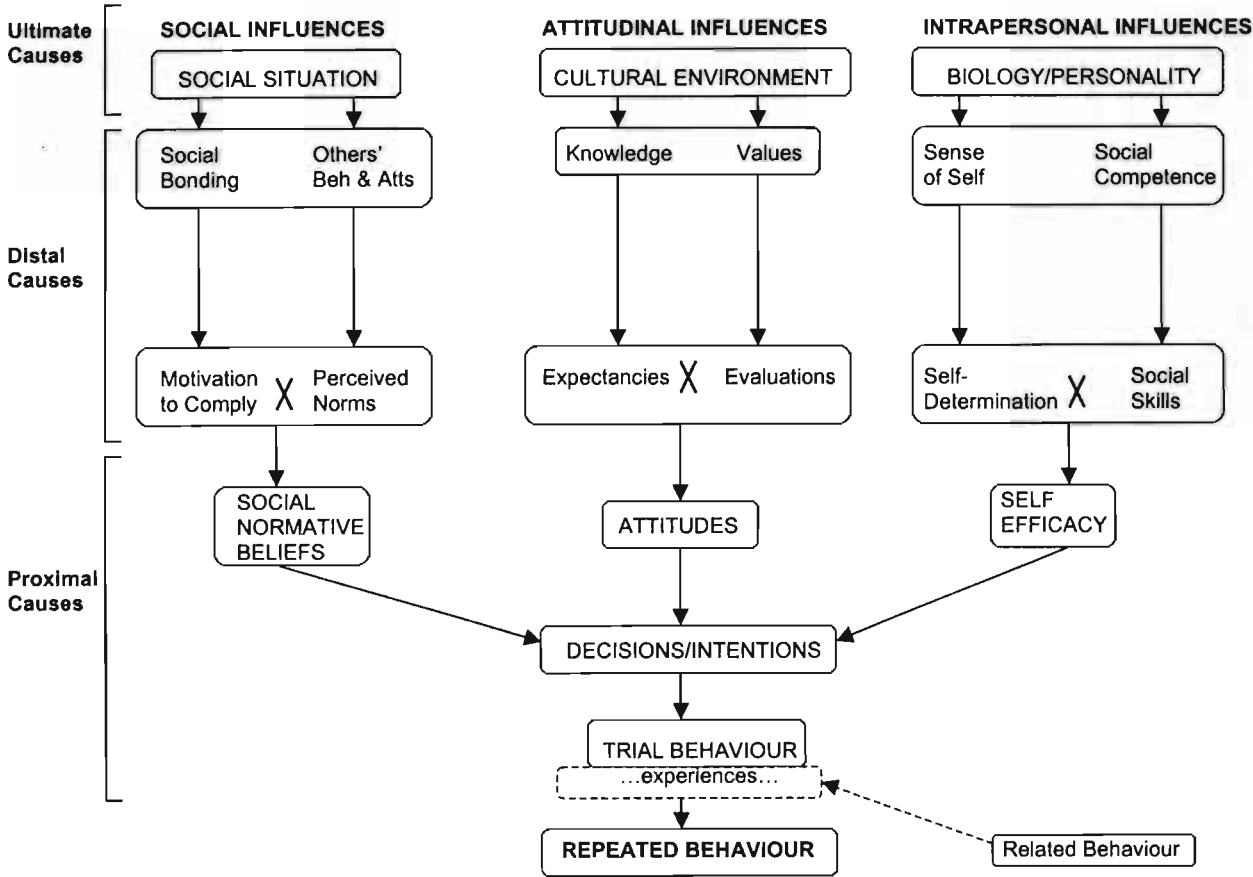 Ultimate
Causes
SOCIAL INFLUENCES
ATTITUDINAL INFLUENCES
INTRAPERSONAL INFLUENCES
SOCIAL SITUATION
CULTURAL ENVIRONMENT
BIOLOGY/PERSONALITY
Distal
Causes
Social
Bonding
Others'
Beh & Atts
Knowledge
Values
Sense
of Self
Social
Competence
Motivation
to Comply
X
Perceived
Norms
Expectancies
X
Evaluations
Self-
Determination
X
Social
Skills
Proximal
Causes
SOCIAL
NORMATIVE
BELIEFS
ATTITUDES
SELF
EFFICACY
DECISIONS/INTENTIONS
TRIAL BEHAVIOUR
...experiences...
REPEATED BEHAVIOUR
Related Behaviour